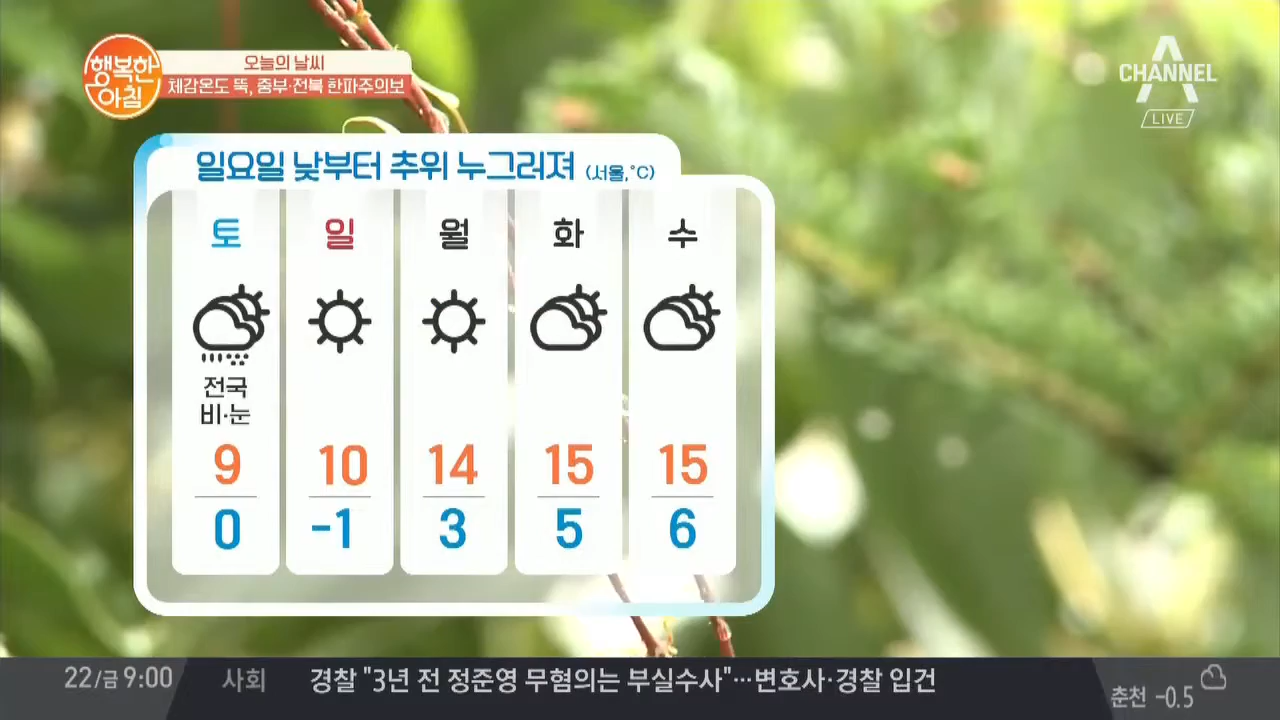 행복한
아침
오늘의 날씨
체감온도 뚝, 중부·전북 한파주의보
CHANNEL A
LIVE
일요일 낮부터 추위 누그러져 (서울, °C)
토 일 월 화 수
전국
비·눈
9 10 14 15 15
0 -1 3 5 6
22/금 9:00 사회 경찰 "3년 전 정준영 무혐의는 부실수사"…변호사·경찰 입건
춘천 -0.5